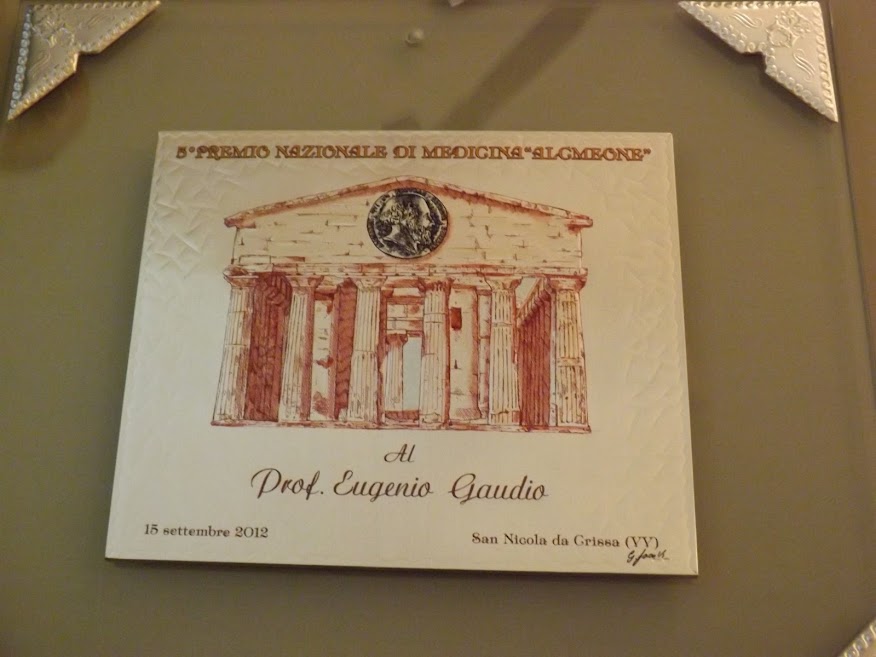 5° PREMIO NAZIONALE DI MEDICINA "ALCMEONE"
Al
Prof. Eugenio Gaudio
15 settembre 2012
San Nicola da Crissa (VV)